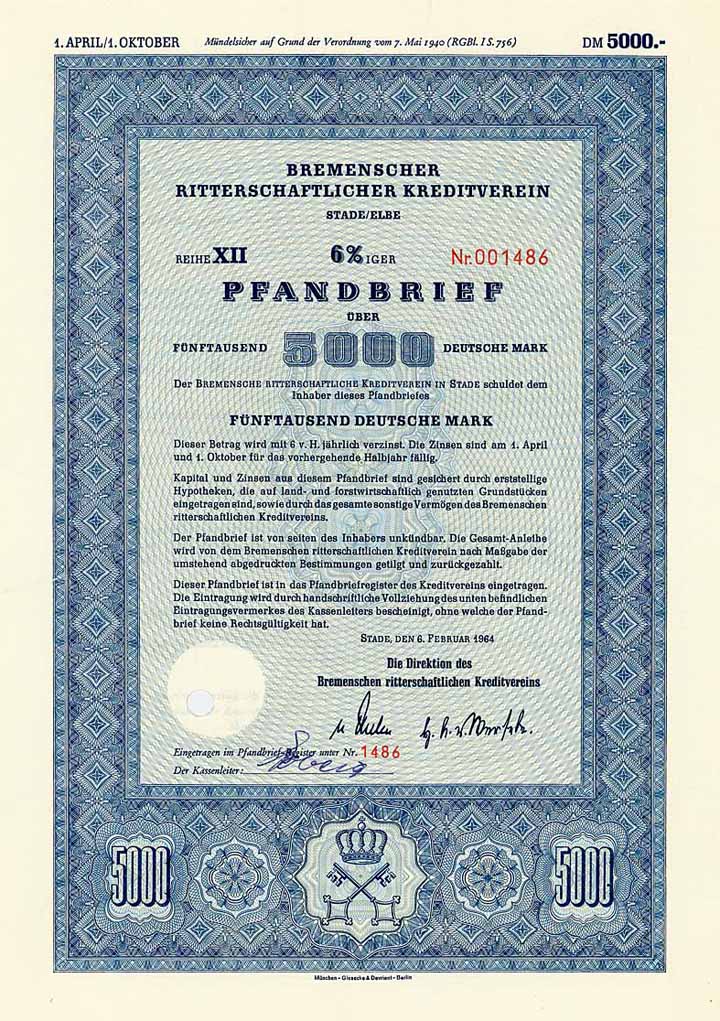 1. APRIL/1. OKTOBER Mündelsicher auf Grund der Verordnung vom 7. Mai 1940 (RGBl. I S. 756) DM 5000.-
BREMENSCHER
RITTERSCHAFTLICHER KREDITVEREIN
STADE/ELBE
REIHE XII 6% IGER Nr. 001486
PFANDBRIEF
ÜBER
FÜNFTAUSEND 5000 DEUTSCHE MARK
Der Bremensche ritterschaftliche Kreditverein in Stade schuldet dem
Inhaber dieses Pfandbriefes
FÜNFTAUSEND DEUTSCHE MARK
Dieser Betrag wird mit 6 v. H. jährlich verzinst. Die Zinsen sind am 1. April
und 1. Oktober für das vorhergehende Halbjahr fällig.
Kapital und Zinsen aus diesem Pfandbrief sind gesichert durch erststellige
Hypotheken, die auf land- und forstwirtschaftlich genutzten Grundstücken
eingetragen sind, sowie durch das gesamte sonstige Vermögen des Bremenschen
ritterschaftlichen Kreditvereins.
Der Pfandbrief ist von seiten des Inhabers unkündbar. Die Gesamt-Anleihe
wird von dem Bremenschen ritterschaftlichen Kreditverein nach Maßgabe der
umstehend abgedruckten Bestimmungen getilgt und zurückgezahlt.
Dieser Pfandbrief ist in das Pfandbriefregister des Kreditvereins eingetragen.
Die Eintragung wird durch handschriftliche Vollziehung des unten befindlichen
Eintragungsvermerkes des Kassenleiters bescheinigt, ohne welche der Pfand-
brief keine Rechtsgültigkeit hat.
Stade, den 6. Februar 1964
Die Direktion des
Bremenschen ritterschaftlichen Kreditvereins
Eingetragen im Pfandbrief-Register unter Nr. 1486
Der Kassenleiter:
5000 5000
München - Giesecke & Devrient - Berlin